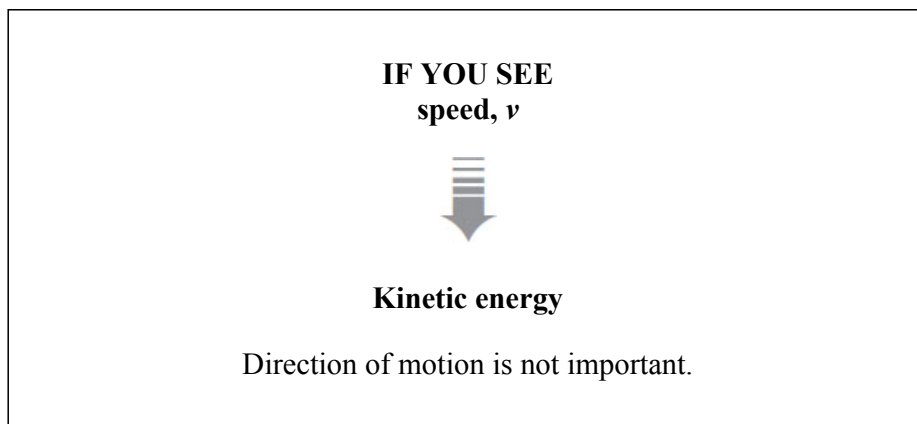 IF YOU SEE
speed, v
Kinetic energy
Direction of motion is not important.